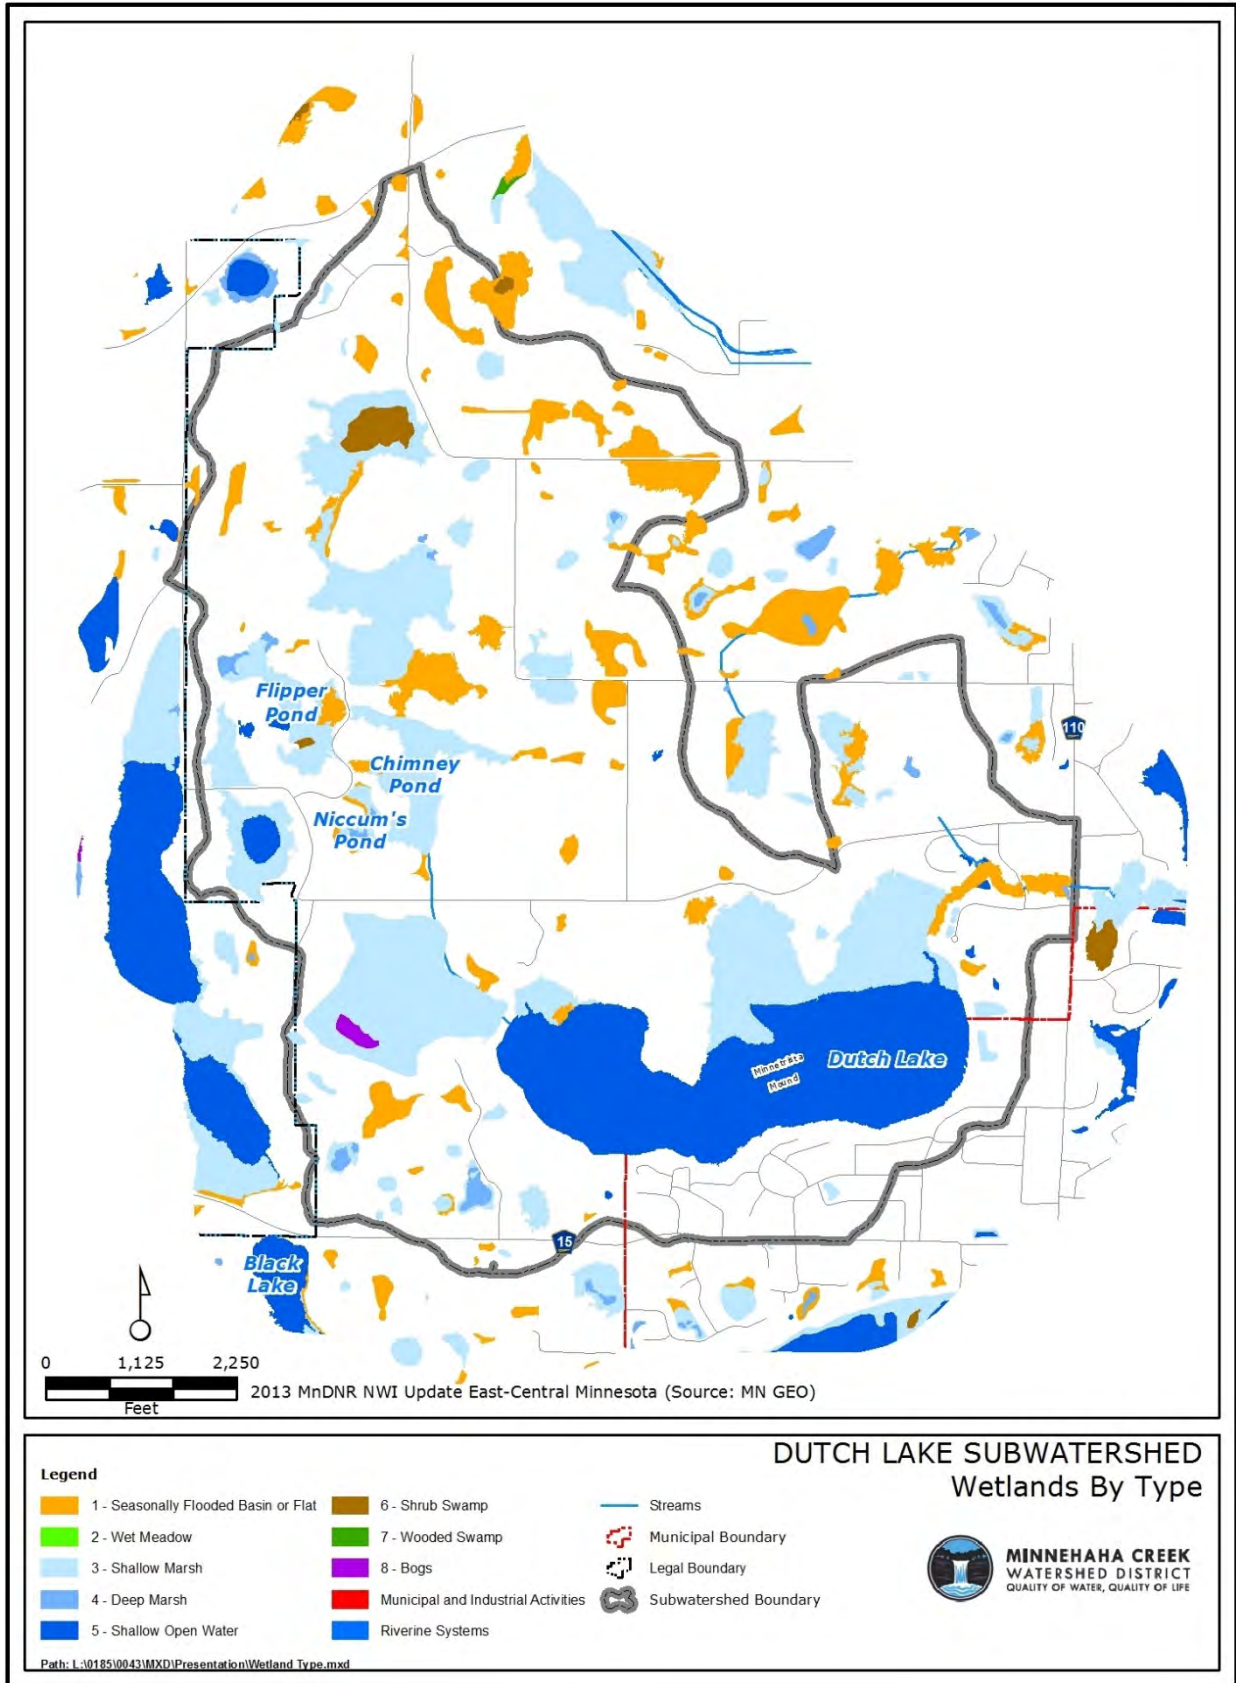 Flipper
Pond
Chimney
Pond
Niccum's
Pond
110
Minnetrista
Mound
Dutch Lake
15
Black
Lake
0 1,125 2,250
Feet
2013 MnDNR NWI Update East-Central Minnesota (Source: MN GEO)
DUTCH LAKE SUBWATERSHED
Wetlands By Type
Legend
1 - Seasonally Flooded Basin or Flat
2 - Wet Meadow
3 - Shallow Marsh
4 - Deep Marsh
5 - Shallow Open Water
6 - Shrub Swamp
7 - Wooded Swamp
8 - Bogs
Municipal and Industrial Activities
Riverine Systems
Streams
Municipal Boundary
Legal Boundary
Subwatershed Boundary
MINNEHAHA CREEK
WATERSHED DISTRICT
QUALITY OF WATER, QUALITY OF LIFE
Path: L:\0185\0043\MXD\Presentation\Wetland Type.mxd